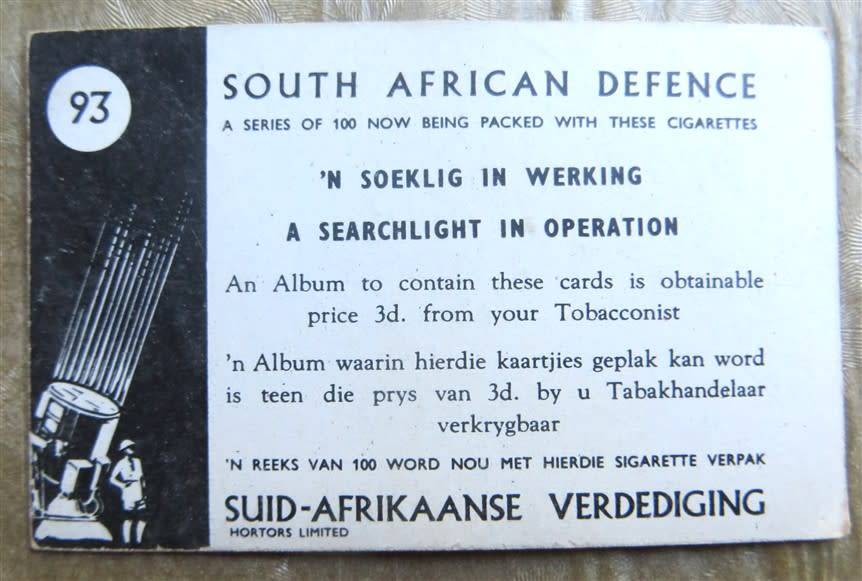 93
SOUTH AFRICAN DEFENCE
A SERIES OF 100 NOW BEING PACKED WITH THESE CIGARETTES
'N SOEKLIG IN WERKING
A SEARCHLIGHT IN OPERATION
An Album to contain these cards is obtainable
price 3d. from your Tobacconist
'n Album waarin hierdie kaartjies geplak kan word
is teen die prys van 3d. by u Tabakhandelaar
verkrygbaar
'N REEKS VAN 100 WORD NOU MET HIERDIE SIGARETTE VERPAK
SUID-AFRIKAANSE VERDEDIGING
HORTORS LIMITED